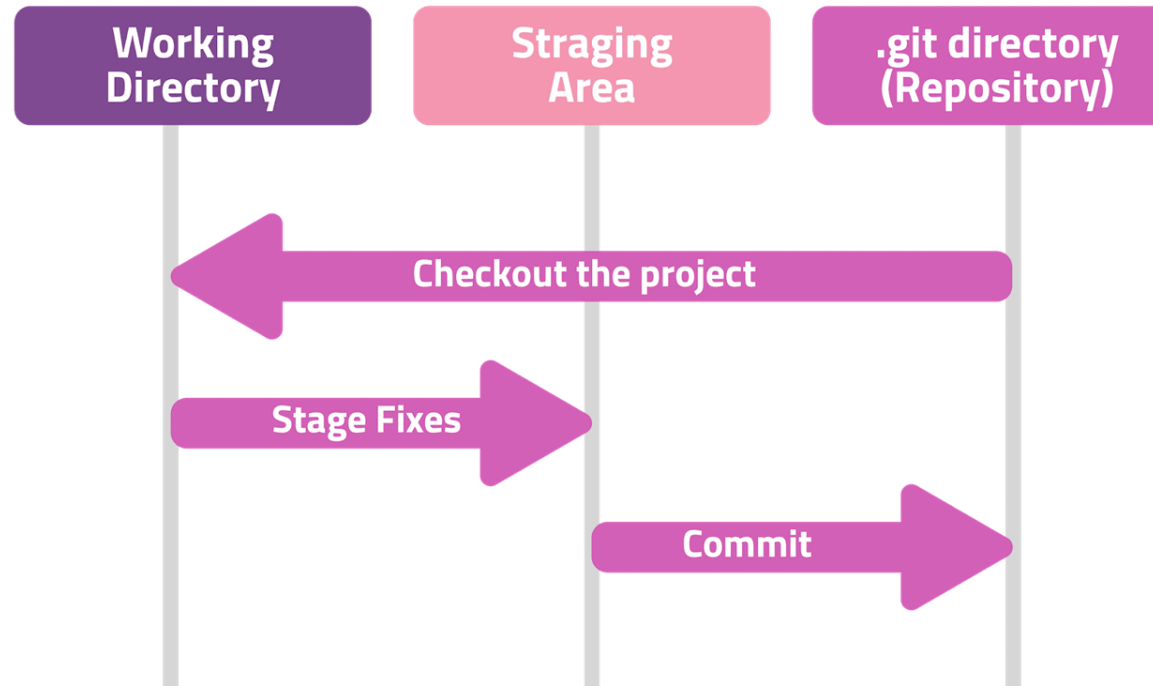 Working
Directory
Straging
Area
.git directory
(Repository)
Checkout the project
Stage Fixes
Commit